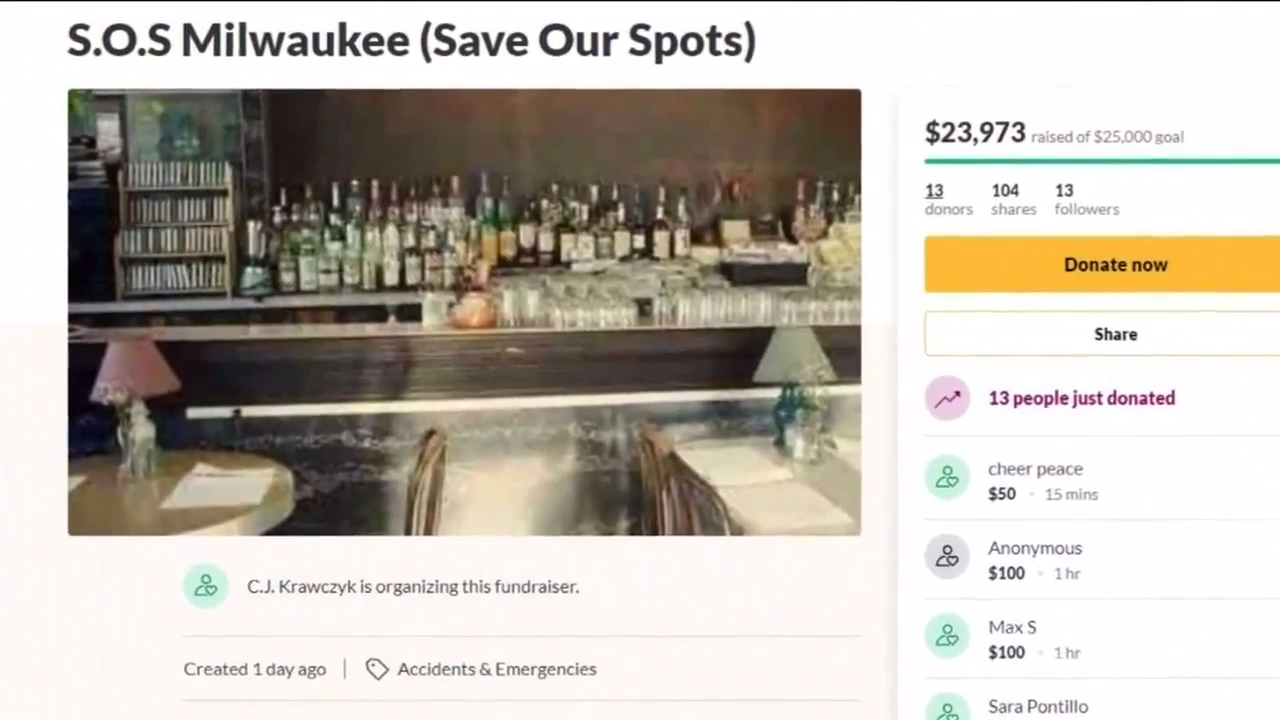 S.O.S Milwaukee (Save Our Spots)
$23,973 raised of $25,000 goal
13 104 13
donors shares followers
Donate now
Share
13 people just donated
cheer peace
$50 • 15 mins
Anonymous
$100 • 1 hr
Max S
$100 • 1 hr
Sara Pontillo
C.J. Krawczyk is organizing this fundraiser.
Created 1 day ago | Accidents & Emergencies